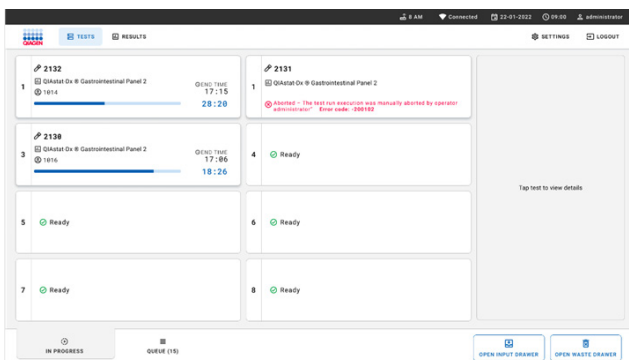 8 AM Connected 22-01-2022 09:00 administrator
QIAGEN TESTS RESULTS SETTINGS LOGOUT
1
2132
QIAstat-Dx ® Gastrointestinal Panel 2
1014
END TIME
17:15
28:20
1
2131
QIAstat-Dx ® Gastrointestinal Panel 2
Aborted – The test run execution was manually aborted by operator
administrator" Error code: -200103
3
2130
QIAstat-Dx ® Gastrointestinal Panel 2
1016
END TIME
17:06
18:26
4 Ready
Tap test to view details
5 Ready
6 Ready
7 Ready
8 Ready
IN PROGRESS
QUEUE (15)
OPEN INPUT DRAWER
OPEN WASTE DRAWER